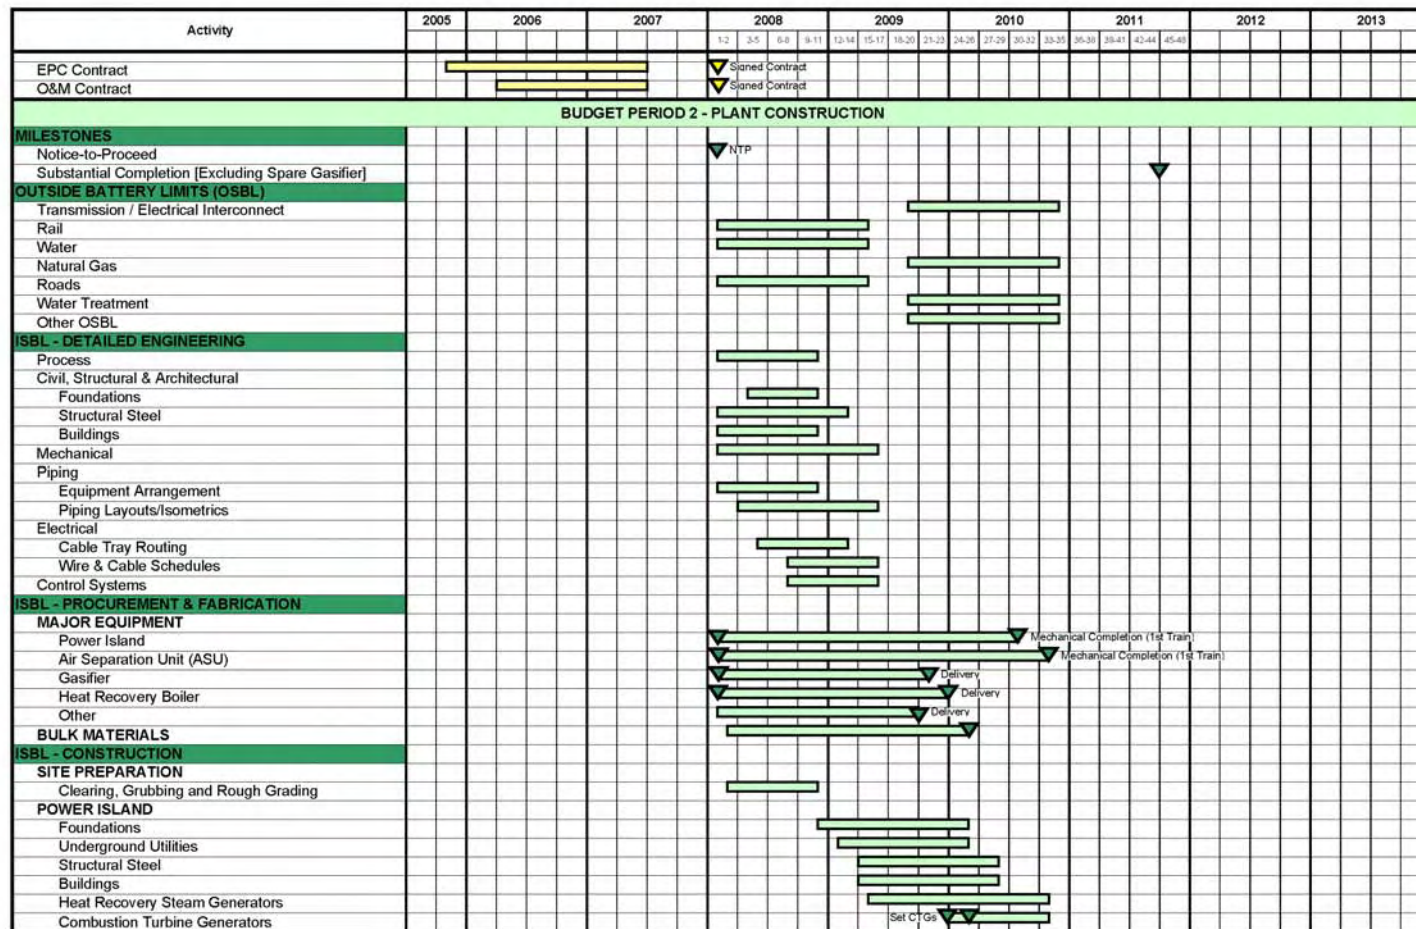 Activity 2005 2006 2007 2008 2009 2010 2011 2012 2013
1-2 3-5 6-8 9-11 12-14 15-17 18-20 21-23 24-26 27-29 30-32 33-35 36-38 39-41 42-44 45-48
EPC Contract Signed Contract
O&M Contract Signed Contract
BUDGET PERIOD 2 - PLANT CONSTRUCTION
MILESTONES
Notice-to-Proceed NTP
Substantial Completion [Excluding Spare Gasifier]
OUTSIDE BATTERY LIMITS (OSBL)
Transmission / Electrical Interconnect
Rail
Water
Natural Gas
Roads
Water Treatment
Other OSBL
ISBL - DETAILED ENGINEERING
Process
Civil, Structural & Architectural
Foundations
Structural Steel
Buildings
Mechanical
Piping
Equipment Arrangement
Piping Layouts/Isometrics
Electrical
Cable Tray Routing
Wire & Cable Schedules
Control Systems
ISBL - PROCUREMENT & FABRICATION
MAJOR EQUIPMENT
Power Island Mechanical Completion (1st Train)
Air Separation Unit (ASU) Mechanical Completion (1st Train)
Gasifier Delivery
Heat Recovery Boiler Delivery
Other Delivery
BULK MATERIALS
ISBL - CONSTRUCTION
SITE PREPARATION
Clearing, Grubbing and Rough Grading
POWER ISLAND
Foundations
Underground Utilities
Structural Steel
Buildings
Heat Recovery Steam Generators
Combustion Turbine Generators Set CTGs